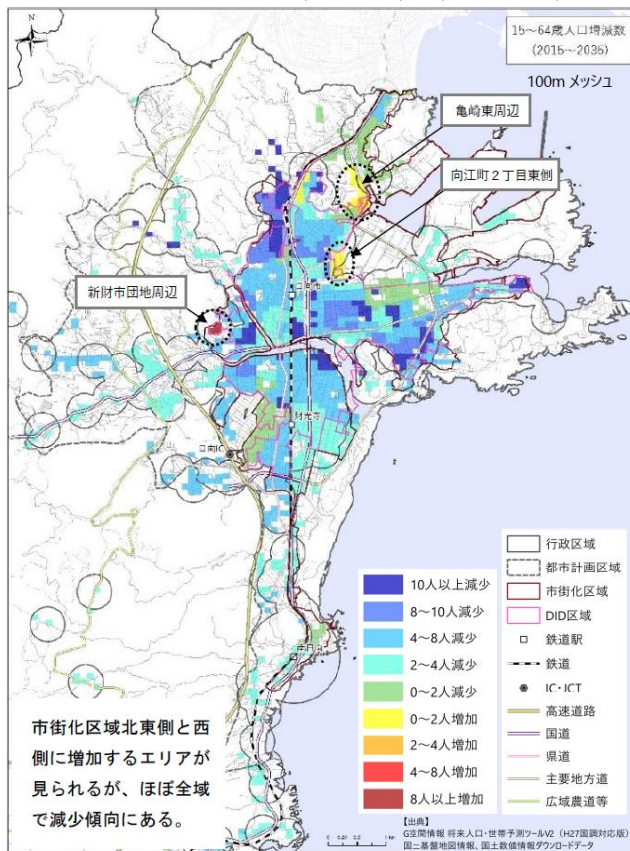 15~64歳人口増減数
(2015~2035)
100m メッシュ
亀崎東周辺
向江町２丁目東側
新財市団地周辺
日向市
財光寺
日向IC
10人以上減少
8~10人減少
4~8人減少
2~4人減少
0~2人減少
0~2人増加
2~4人増加
4~8人増加
8人以上増加
行政区域
都市計画区域
市街化区域
DID区域
鉄道駅
鉄道
IC・JCT
高速道路
国道
県道
主要地方道
広域農道等
市街化区域北東側と西
側に増加するエリアが
見られるが、ほぼ全域
で減少傾向にある。
【出典】
G空間情報 将来人口・世帯予測ツールV2（H27国調対応版）
国土基盤地図情報、国土数値情報ダウンロードデータ